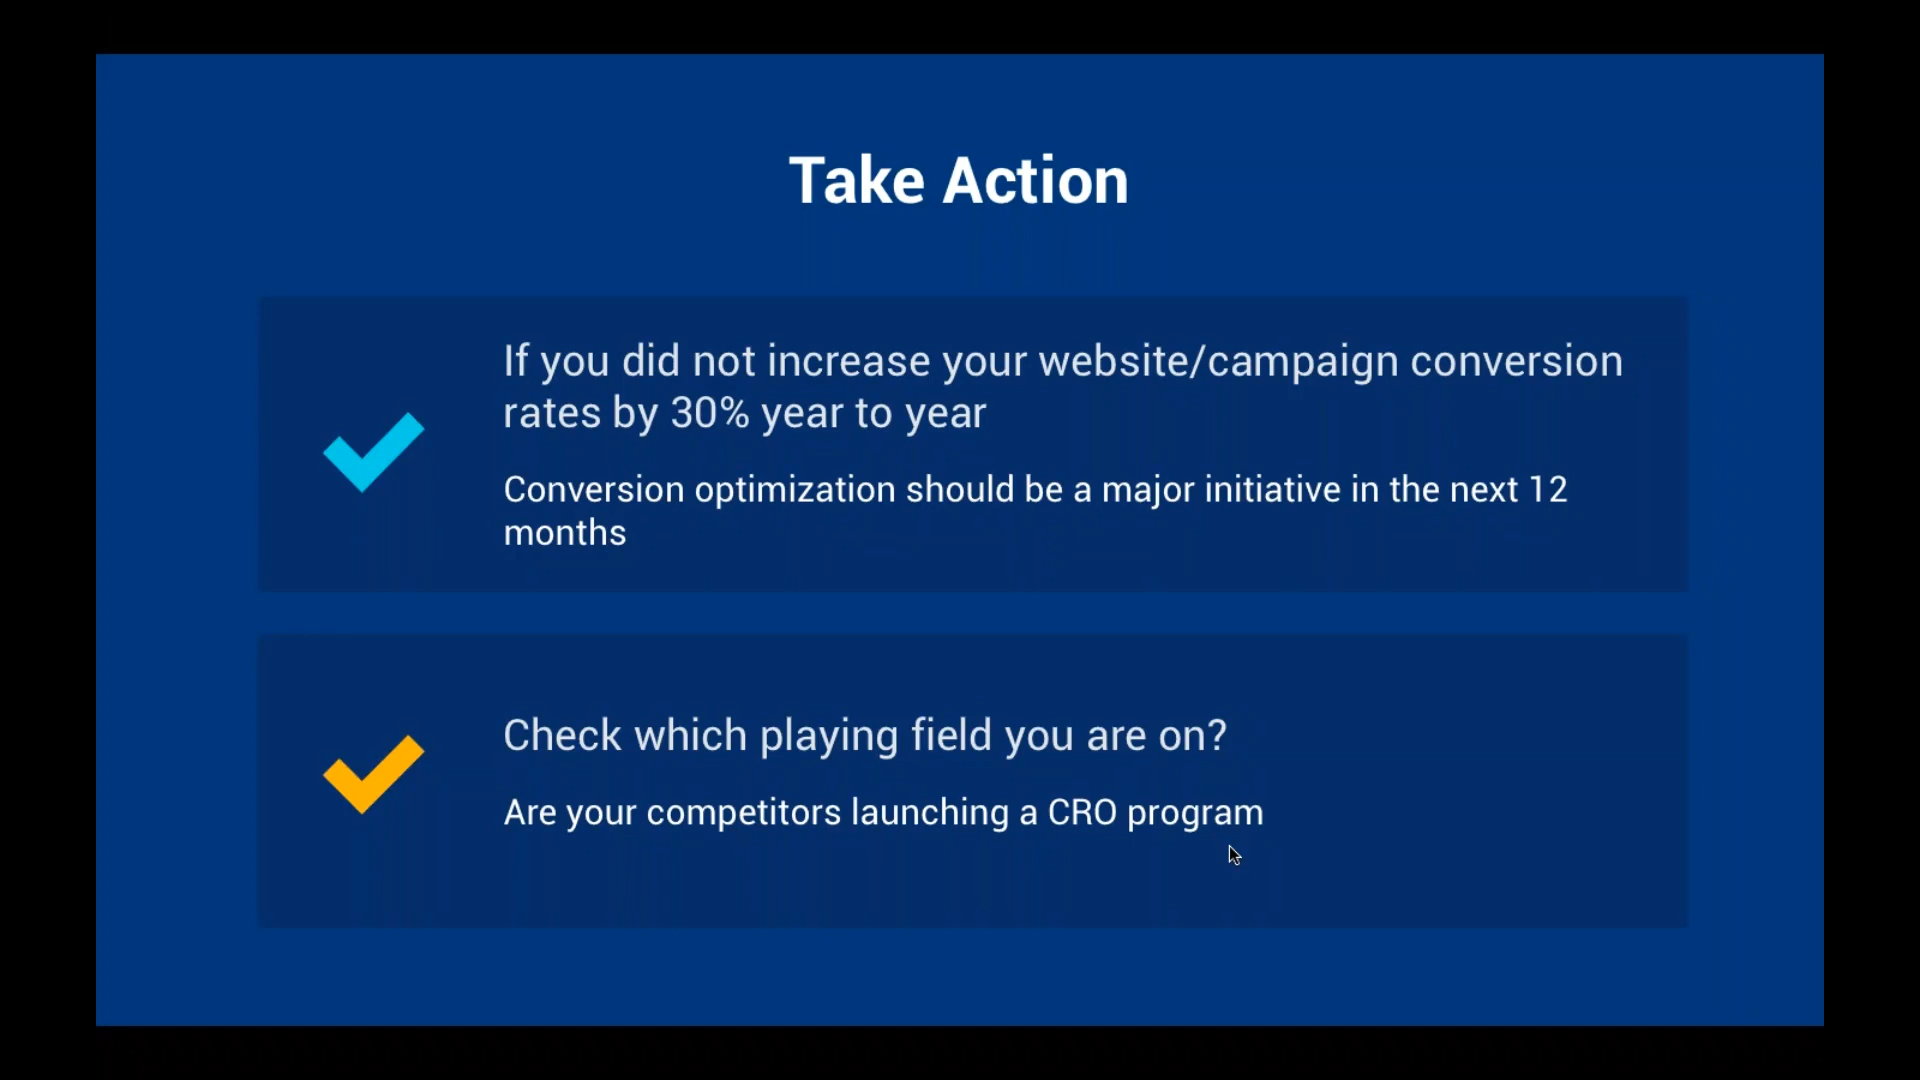 Take Action
If you did not increase your website/campaign conversion
rates by 30% year to year
Conversion optimization should be a major initiative in the next 12
months
Check which playing field you are on?
Are your competitors launching a CRO program